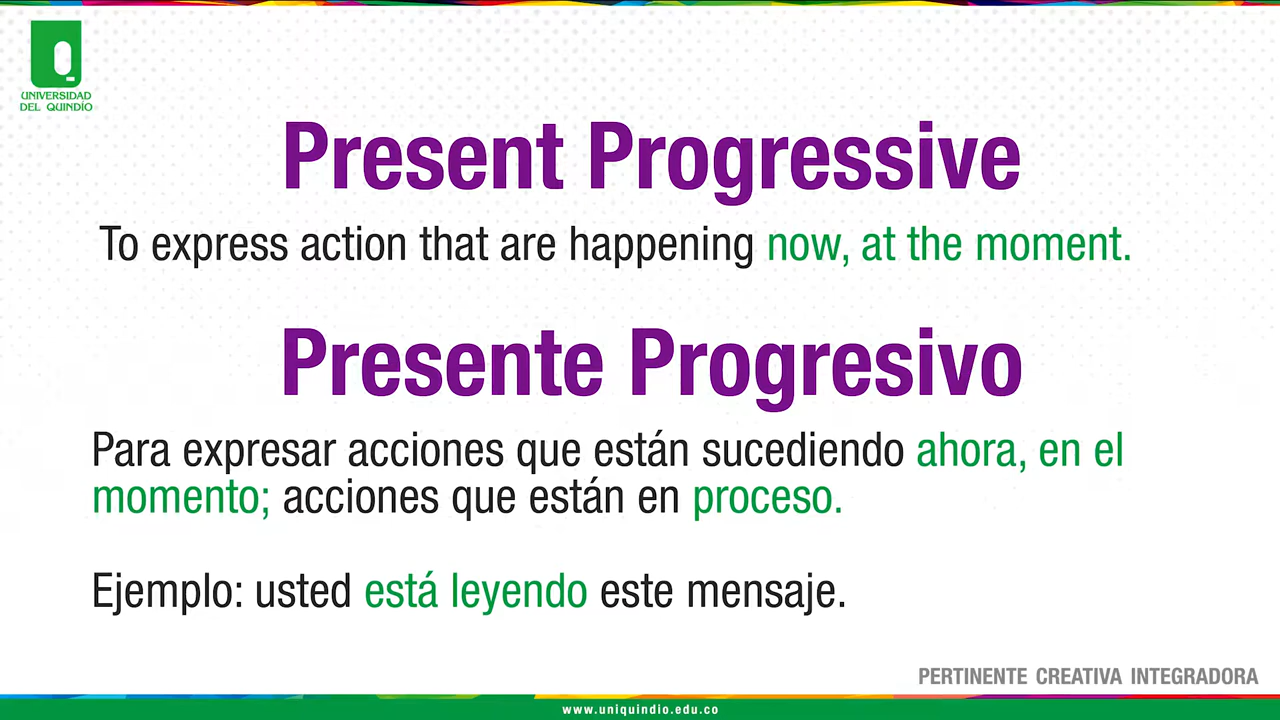 UNIVERSIDAD
DEL QUINDÍO
Present Progressive
To express action that are happening now, at the moment.
Presente Progresivo
Para expresar acciones que están sucediendo ahora, en el
momento; acciones que están en proceso.
Ejemplo: usted está leyendo este mensaje.
PERTINENTE CREATIVA INTEGRADORA
www.uniquindio.edu.co